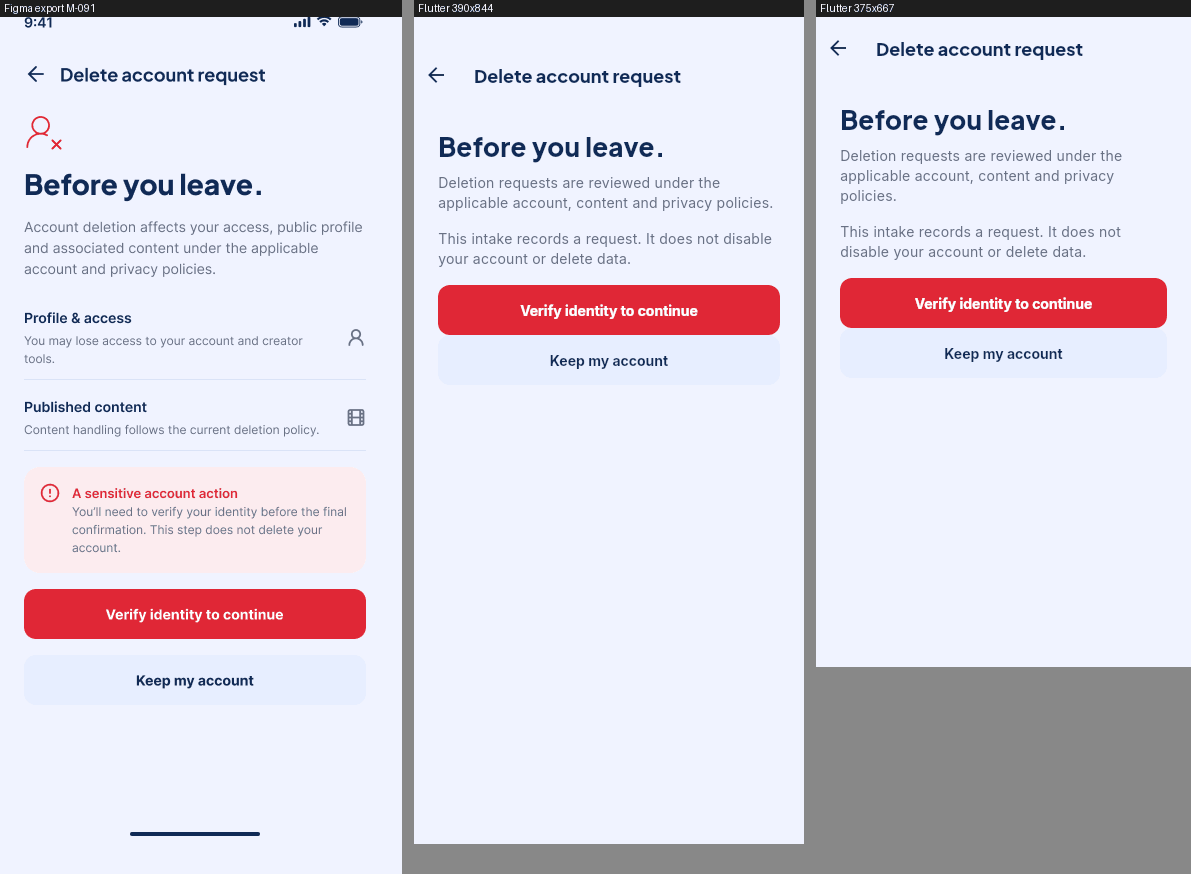 Figma export M-091
9:41
Delete account request
Before you leave.
Account deletion affects your access, public profile
and associated content under the applicable
account and privacy policies.
Profile & access
You may lose access to your account and creator
tools.
Published content
Content handling follows the current deletion policy.
A sensitive account action
You'll need to verify your identity before the final
confirmation. This step does not delete your
account.
Verify identity to continue
Keep my account
Flutter 390x844
Delete account request
Before you leave.
Deletion requests are reviewed under the
applicable account, content and privacy policies.
This intake records a request. It does not disable
your account or delete data.
Verify identity to continue
Keep my account
Flutter 375x667
Delete account request
Before you leave.
Deletion requests are reviewed under the
applicable account, content and privacy
policies.
This intake records a request. It does not
disable your account or delete data.
Verify identity to continue
Keep my account